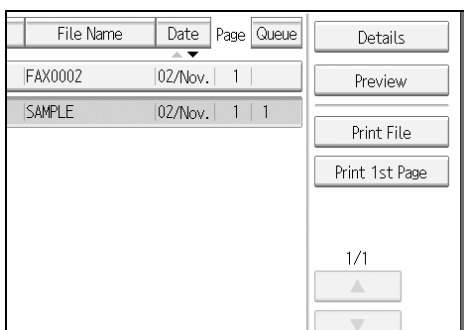 File Name Date Page Queue
FAX0002 02/Nov. 1
SAMPLE 02/Nov. 1 1
Details
Preview
Print File
Print 1st Page
1/1